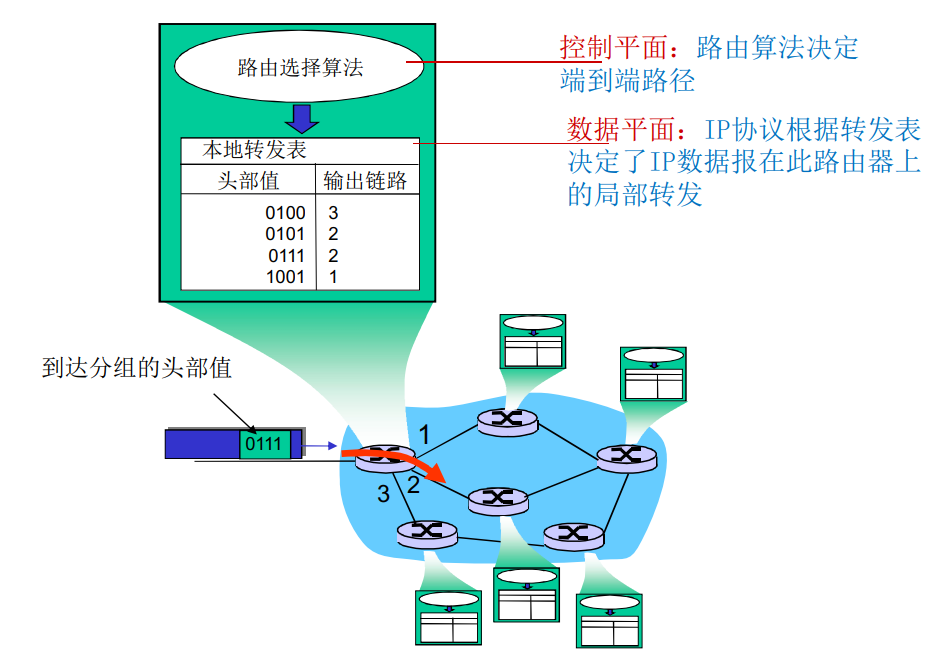 路由选择算法
控制平面：路由算法决定
端到端路径
数据平面：IP协议根据转发表
决定了IP数据报在此路由器上
的局部转发
本地转发表
头部值 输出链路
0100 3
0101 2
0111 2
1001 1
到达分组的头部值
0111
1
2
3